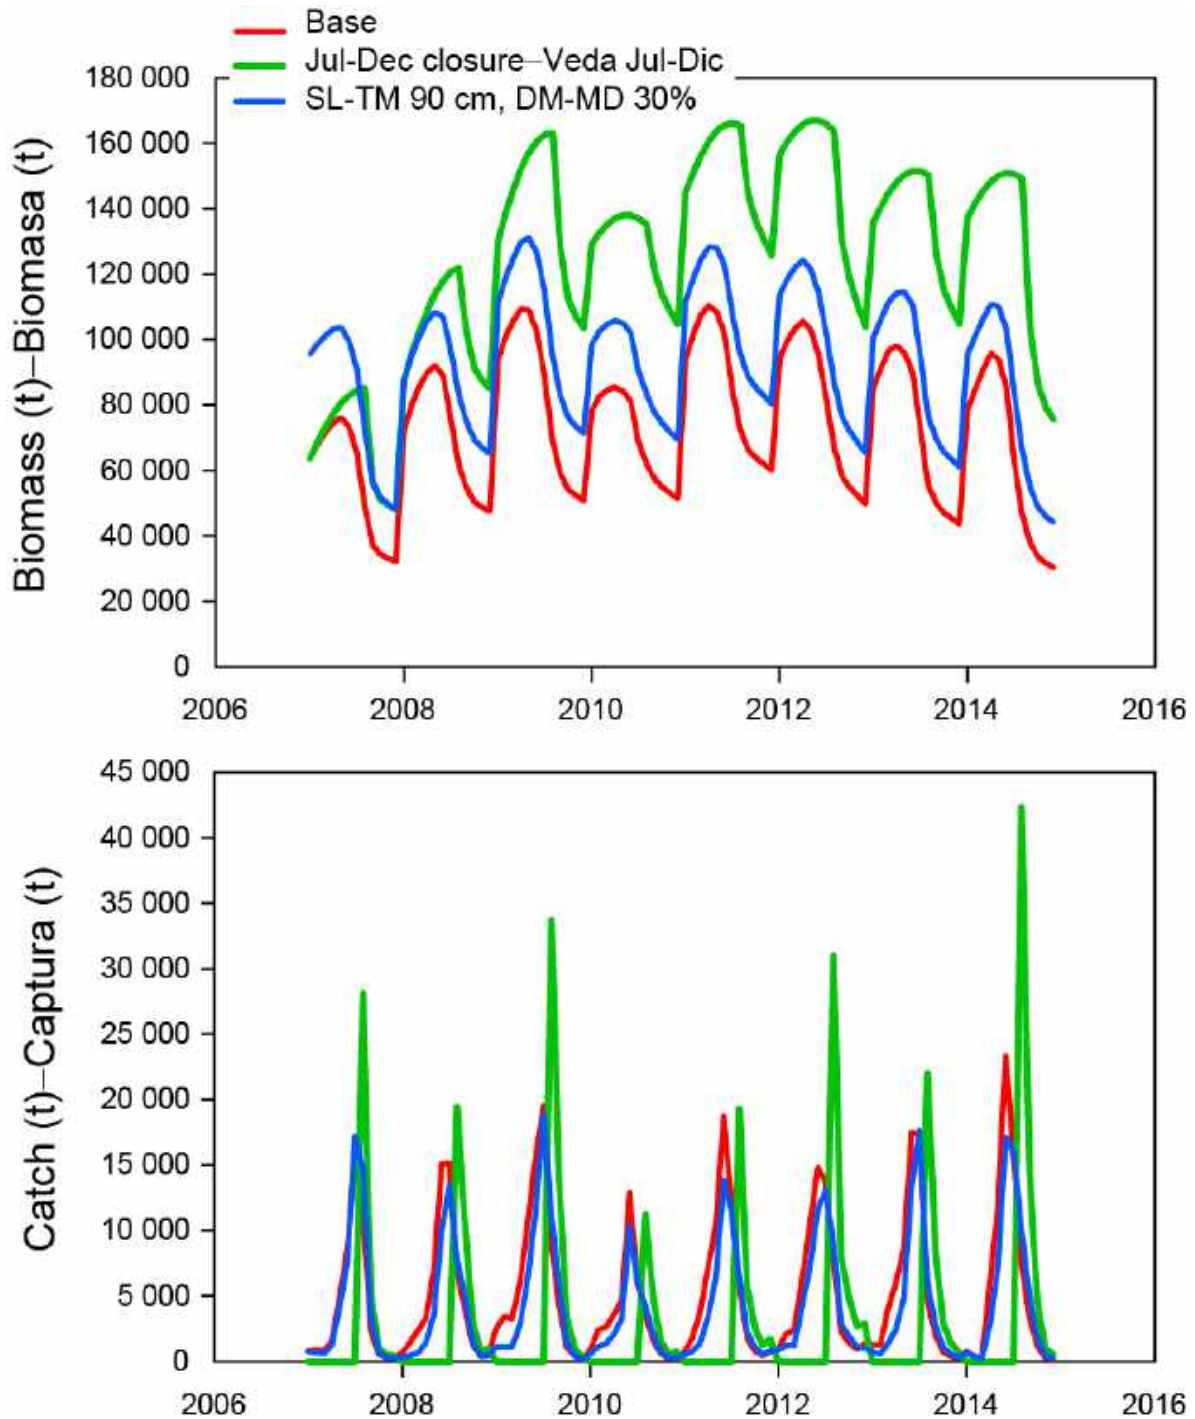 Base
Jul-Dec closure–Veda Jul-Dic
SL-TM 90 cm, DM-MD 30%
Biomass (t)–Biomasa (t)
180 000
160 000
140 000
120 000
100 000
80 000
60 000
40 000
20 000
0
2006 2008 2010 2012 2014 2016
Catch (t)–Captura (t)
45 000
40 000
35 000
30 000
25 000
20 000
15 000
10 000
5 000
0
2006 2008 2010 2012 2014 2016